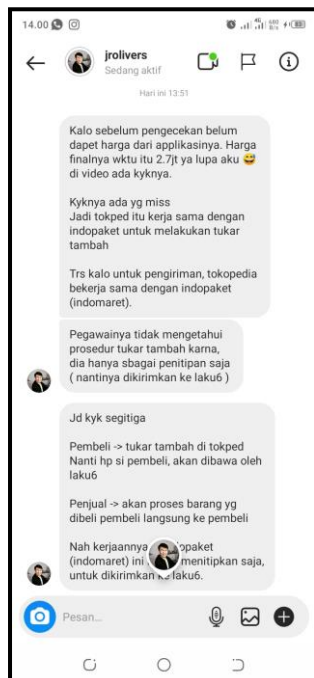 14.00
jrolivers
Sedang aktif
Hari ini 13:51
Kalo sebelum pengecekan belum
dapet harga dari applikasinya. Harga
finalnya wktu itu 2.7jt ya lupa aku 😅
di video ada kyknya.
Kyknya ada yg miss
Jadi tokped itu kerja sama dengan
indopaket untuk melakukan tukar
tambah
Trs kalo untuk pengiriman, tokopedia
bekerja sama dengan indopaket
(indomaret).
Pegawainya tidak mengetahui
prosedur tukar tambah karna,
dia hanya sbagai penitipan saja
( nantinya dikirimkan ke laku6 )
Jd kyk segitiga
Pembeli -> tukar tambah di tokped
Nanti hp si pembeli, akan dibawa oleh
laku6
Penjual -> akan proses barang yg
dibeli pembeli langsung ke pembeli
Nah kerjaannya
(indomaret) ini menitipkan saja,
untuk dikirimkan ke laku6.
Pesan...